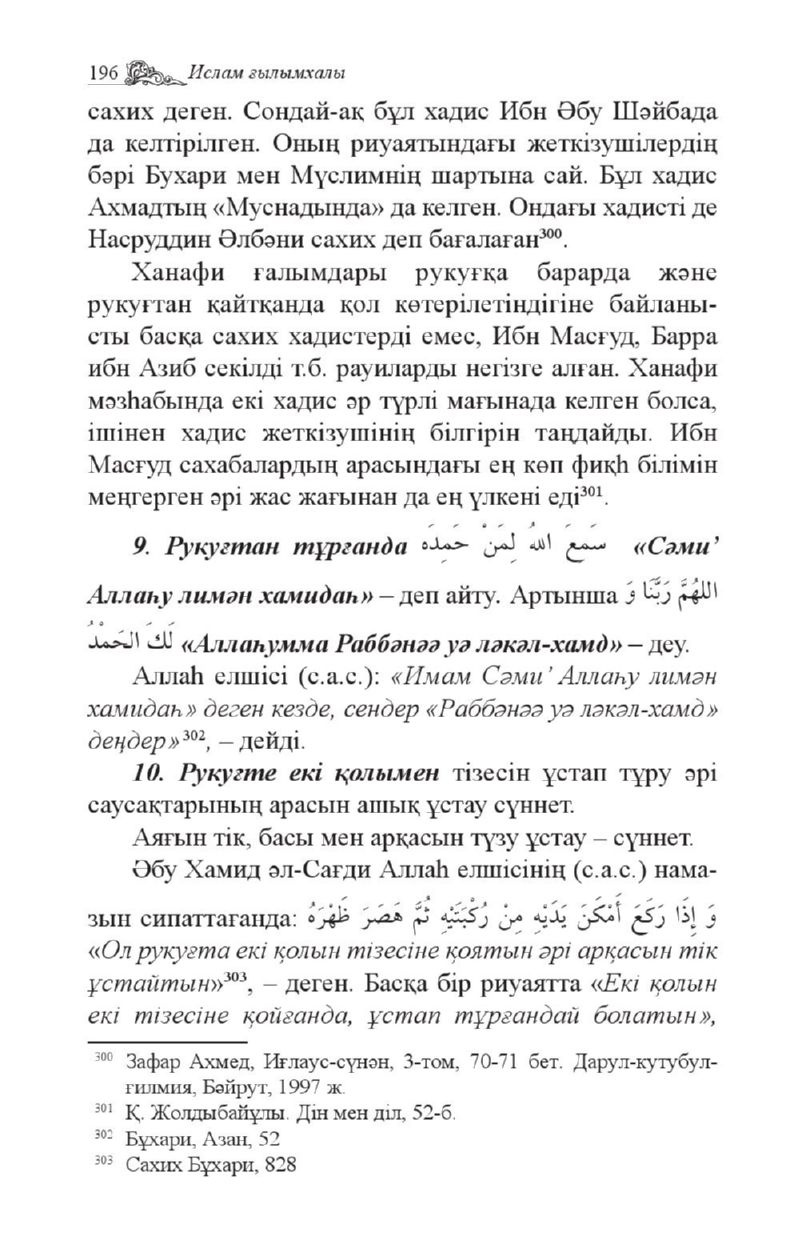 196 Ислам ғылымхалы
сахих деген. Сондай-ақ бұл хадис Ибн Әбу Шәйбада
да келтірілген. Оның риуаятындағы жеткізушілердің
бәрі Бухари мен Мүслимнің шартына сай. Бұл хадис
Ахмадтың «Муснадында» да келген. Ондағы хадисті де
Насруддин Әлбәни сахих деп бағалаған³⁰⁰.
Ханафи ғалымдары рукуғқа барарда және
рукуғтан қайтқанда қол көтерілетіндігіне байланы-
сты басқа сахих хадистерді емес, Ибн Масғуд, Барра
ибн Азиб секілді т.б. рауиларды негізге алған. Ханафи
мәзһабында екі хадис әр түрлі мағынада келген болса,
ішінен хадис жеткізушінің білгірін таңдайды. Ибн
Масғуд сахабалардың арасындағы ең көп фиқһ білімін
меңгерген әрі жас жағынан да ең үлкені еді³⁰¹.
9. Рукуғтан тұрғанда سَمِعَ اللهُ لِمَنْ حَمِدَه «Сәми’
Аллаһу лимән хамидаһ» – деп айту. Артынша اللهُمَّ رَبَّنَا وَ
لَكَ الْحَمْدُ «Аллаһумма Раббәнәә уә ләкәл-хамд» – деу.
Аллаһ елшісі (с.а.с.): «Имам Сәми’ Аллаһу лимән
хамидаһ» деген кезде, сендер «Раббәнәә уә ләкәл-хамд»
деңдер»³⁰², – дейді.
10. Рукуғте екі қолымен тізесін ұстап тұру әрі
саусақтарының арасын ашық ұстау сүннет.
Аяғын тік, басы мен арқасын түзу ұстау – сүннет.
Әбу Хамид әл-Сағди Аллаһ елшісінің (с.а.с.) нама-
зын сипаттағанда: وَ إِذَا رَكَعَ أَمْكَنَ يَدَيْهِ مِنْ رُكْبَتَيْهِ ثُمَّ هَصَرَ ظَهْرَهُ
«Ол рукуғта екі қолын тізесіне қоятын әрі арқасын тік
ұстайтын»³⁰³, – деген. Басқа бір риуаятта «Екі қолын
екі тізесіне қойғанда, ұстап тұрғандай болатын»,
³⁰⁰ Зафар Ахмед, Иғлаус-сүнән, 3-том, 70-71 бет. Дарул-кутубул-
ғилмия, Бәйрут, 1997 ж.
³⁰¹ Қ. Жолдыбайұлы. Дін мен діл, 52-б.
³⁰² Бұхари, Азан, 52
³⁰³ Сахих Бұхари, 828